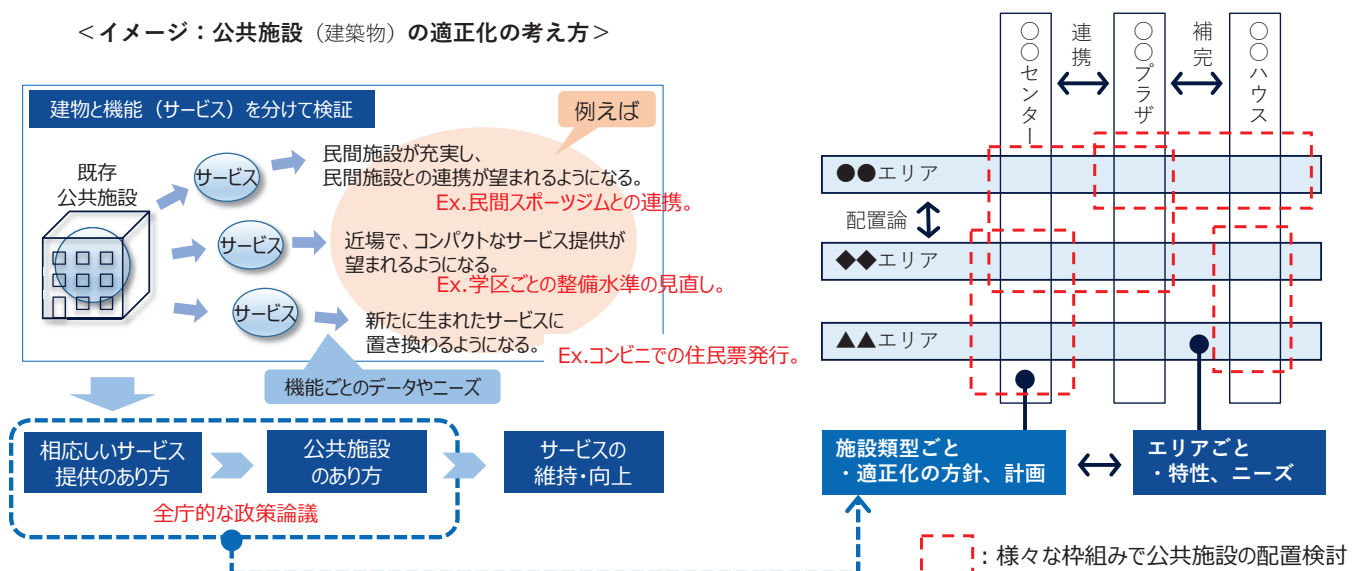 ＜イメージ：公共施設（建築物）の適正化の考え方＞
建物と機能（サービス）を分けて検証
例えば
既存
公共施設
サービス
民間施設が充実し、
民間施設との連携が望まれるようになる。
Ex.民間スポーツジムとの連携。
サービス
近場で、コンパクトなサービス提供が
望まれるようになる。
Ex.学区ごとの整備水準の見直し。
サービス
新たに生まれたサービスに
置き換わるようになる。
Ex.コンビニでの住民票発行。
機能ごとのデータやニーズ
相応しいサービス
提供のあり方
公共施設
のあり方
サービスの
維持・向上
全庁的な政策論議
〇〇センター
連携
〇〇プラザ
補完
〇〇ハウス
●●エリア
配置論
◆◆エリア
▲▲エリア
施設類型ごと
・適正化の方針、計画
エリアごと
・特性、ニーズ
：様々な枠組みで公共施設の配置検討